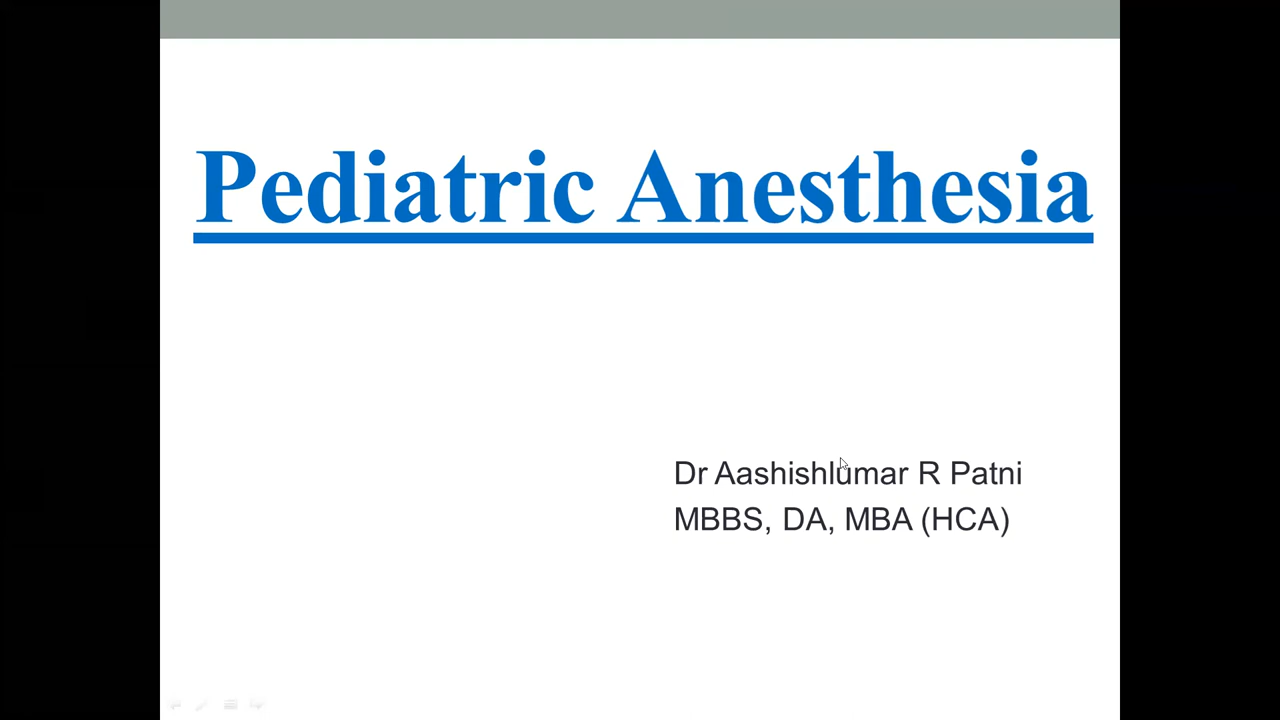 Pediatric Anesthesia
Dr Aashishlumar R Patni
MBBS, DA, MBA (HCA)